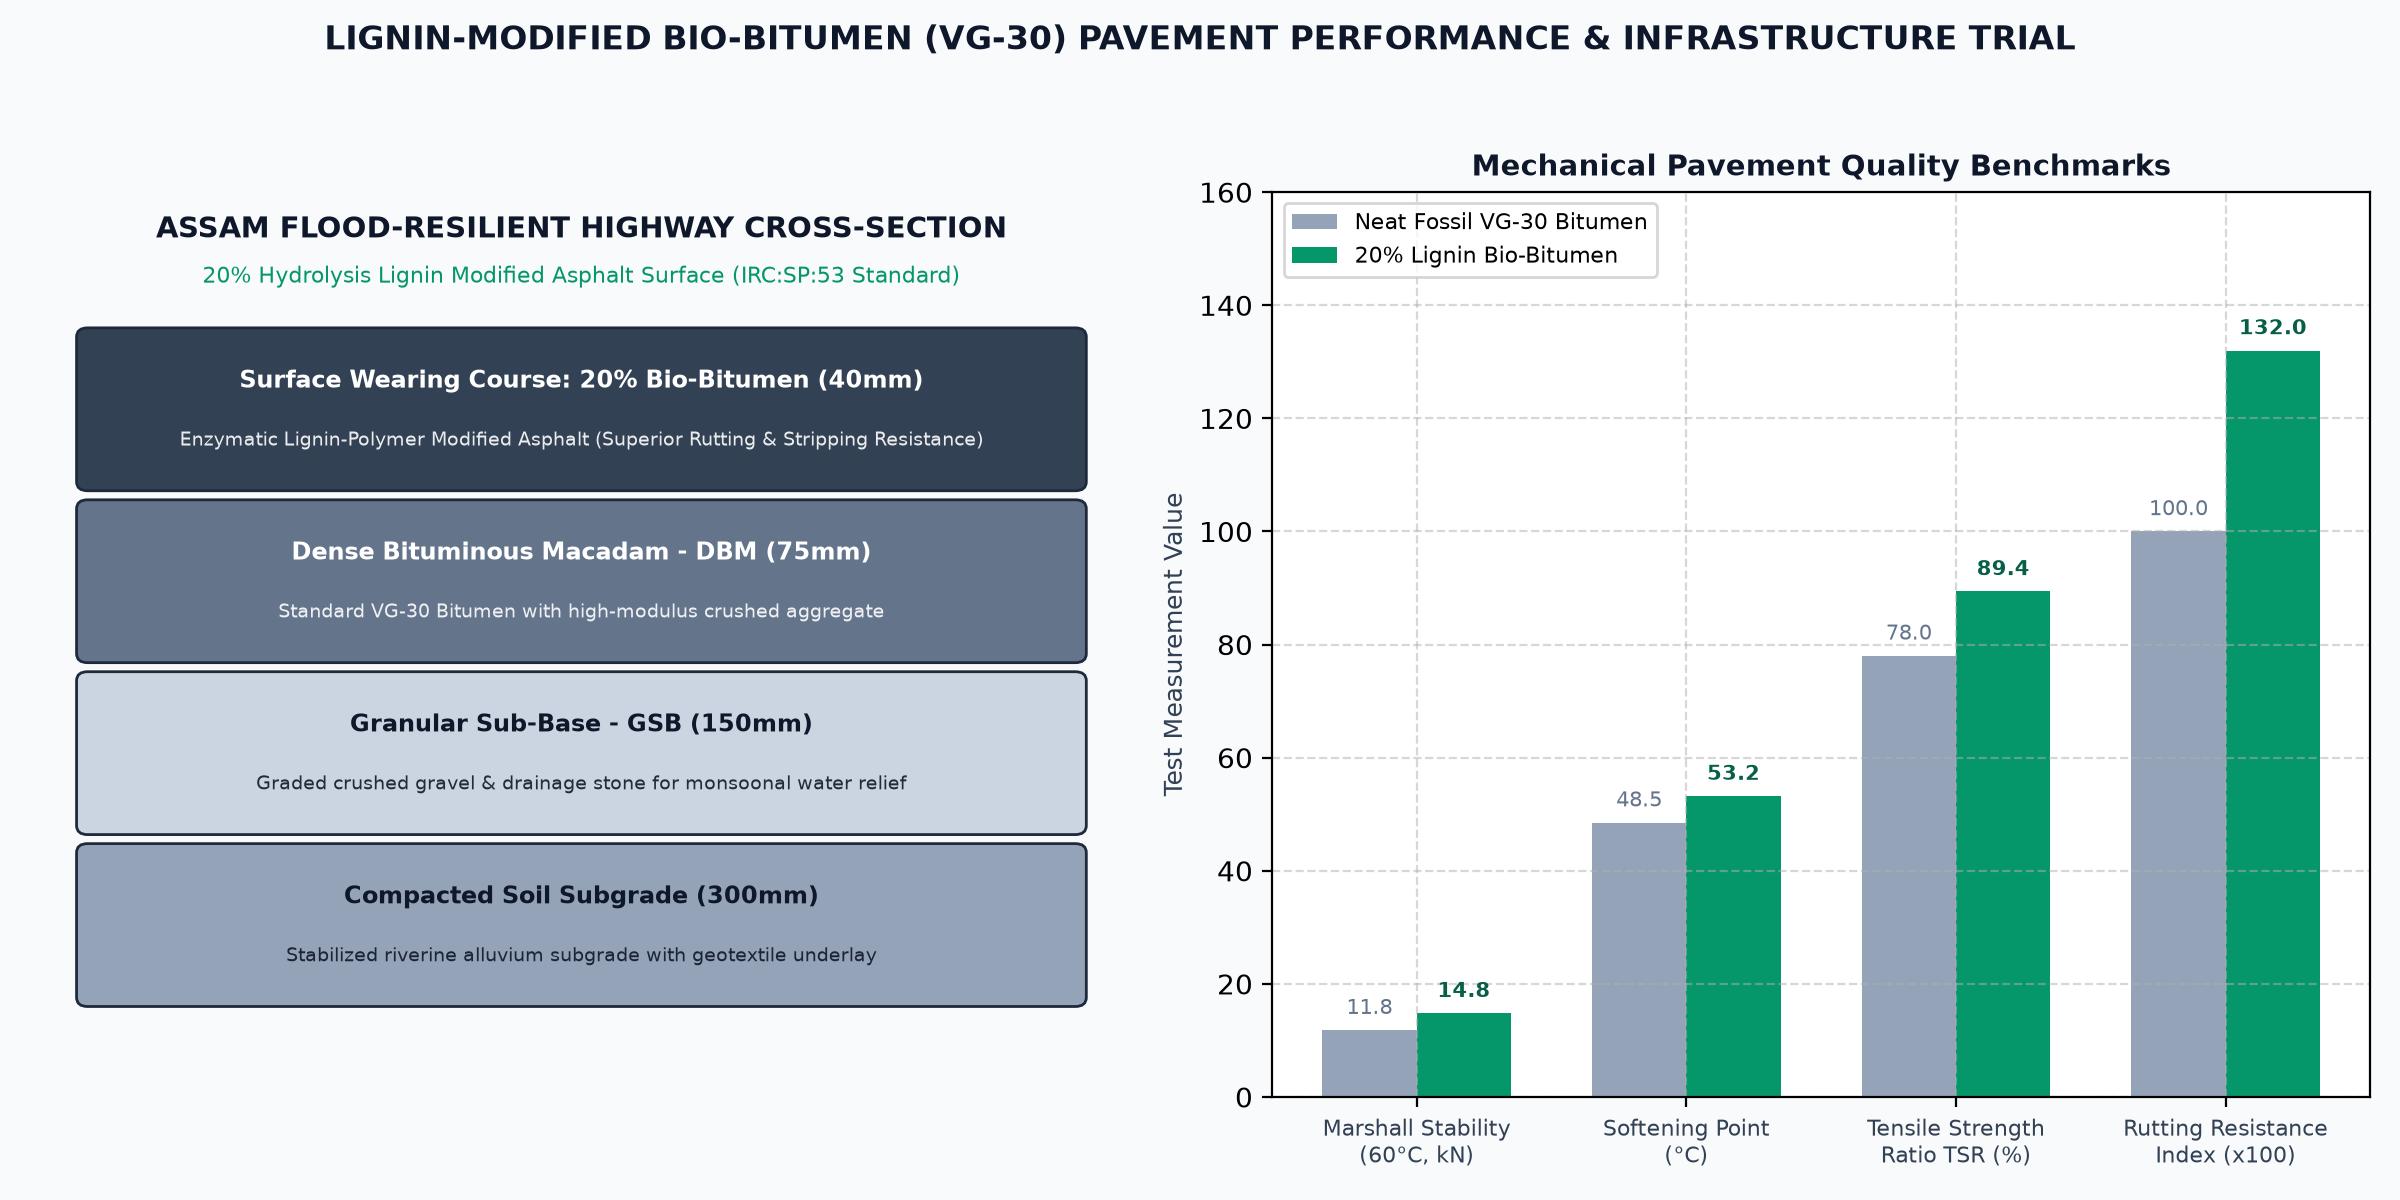 LIGNIN-MODIFIED BIO-BITUMEN (VG-30) PAVEMENT PERFORMANCE & INFRASTRUCTURE TRIAL
ASSAM FLOOD-RESILIENT HIGHWAY CROSS-SECTION
20% Hydrolysis Lignin Modified Asphalt Surface (IRC:SP:53 Standard)
Surface Wearing Course: 20% Bio-Bitumen (40mm)
Enzymatic Lignin-Polymer Modified Asphalt (Superior Rutting & Stripping Resistance)
Dense Bituminous Macadam - DBM (75mm)
Standard VG-30 Bitumen with high-modulus crushed aggregate
Granular Sub-Base - GSB (150mm)
Graded crushed gravel & drainage stone for monsoonal water relief
Compacted Soil Subgrade (300mm)
Stabilized riverine alluvium subgrade with geotextile underlay
Mechanical Pavement Quality Benchmarks
Neat Fossil VG-30 Bitumen
20% Lignin Bio-Bitumen
Test Measurement Value
160
140
120
100
80
60
40
20
0
11.8
14.8
48.5
53.2
78.0
89.4
100.0
132.0
Marshall Stability
(60°C, kN)
Softening Point
(°C)
Tensile Strength
Ratio TSR (%)
Rutting Resistance
Index (x100)